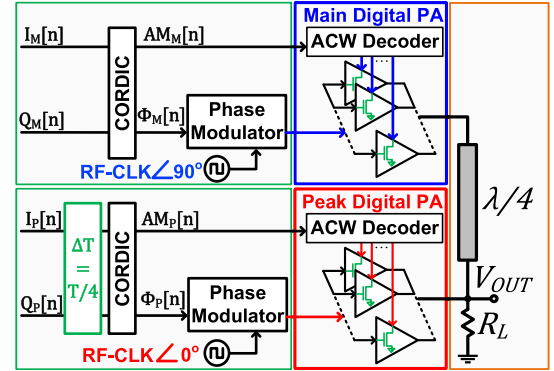 Main Digital PA
I_M[n]
AM_M[n]
ACW Decoder
CORDIC
Q_M[n]
Φ_M[n]
Phase
Modulator
RF-CLK∠90°
λ/4
Peak Digital PA
I_P[n]
AM_P[n]
ACW Decoder
ΔT
=
T/4
CORDIC
Q_P[n]
Φ_P[n]
Phase
Modulator
RF-CLK∠0°
V_OUT
R_L